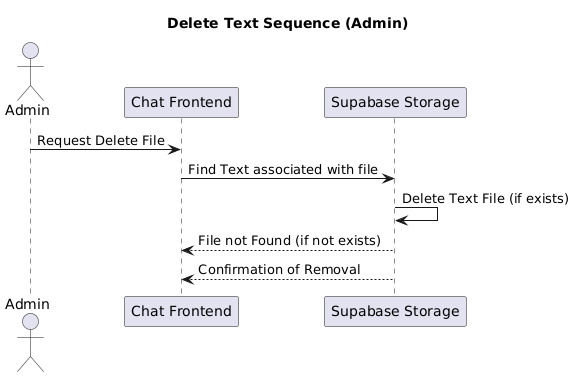 Delete Text Sequence (Admin)
Admin
Chat Frontend
Supabase Storage
Request Delete File
Find Text associated with file
Delete Text File (if exists)
File not Found (if not exists)
Confirmation of Removal
Admin
Chat Frontend
Supabase Storage